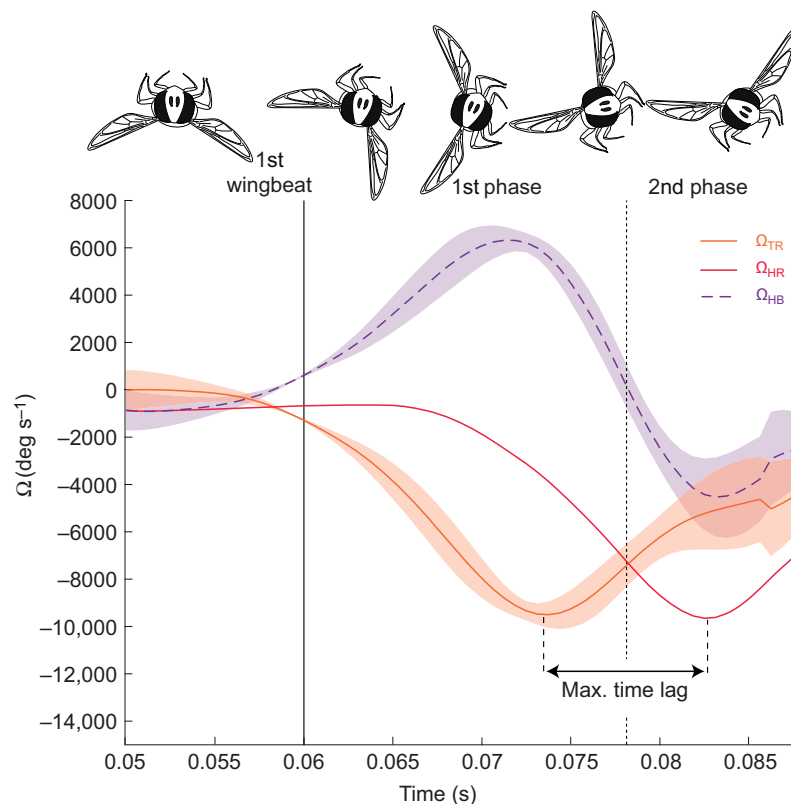 1st
wingbeat
1st phase
2nd phase
8000
6000
4000
2000
0
–2000
–4000
–6000
–8000
–10,000
–12,000
–14,000
Ω (deg s⁻¹)
Ω_TR
Ω_HR
Ω_HB
Max. time lag
0.05
0.055
0.06
0.065
0.07
0.075
0.08
0.085
Time (s)